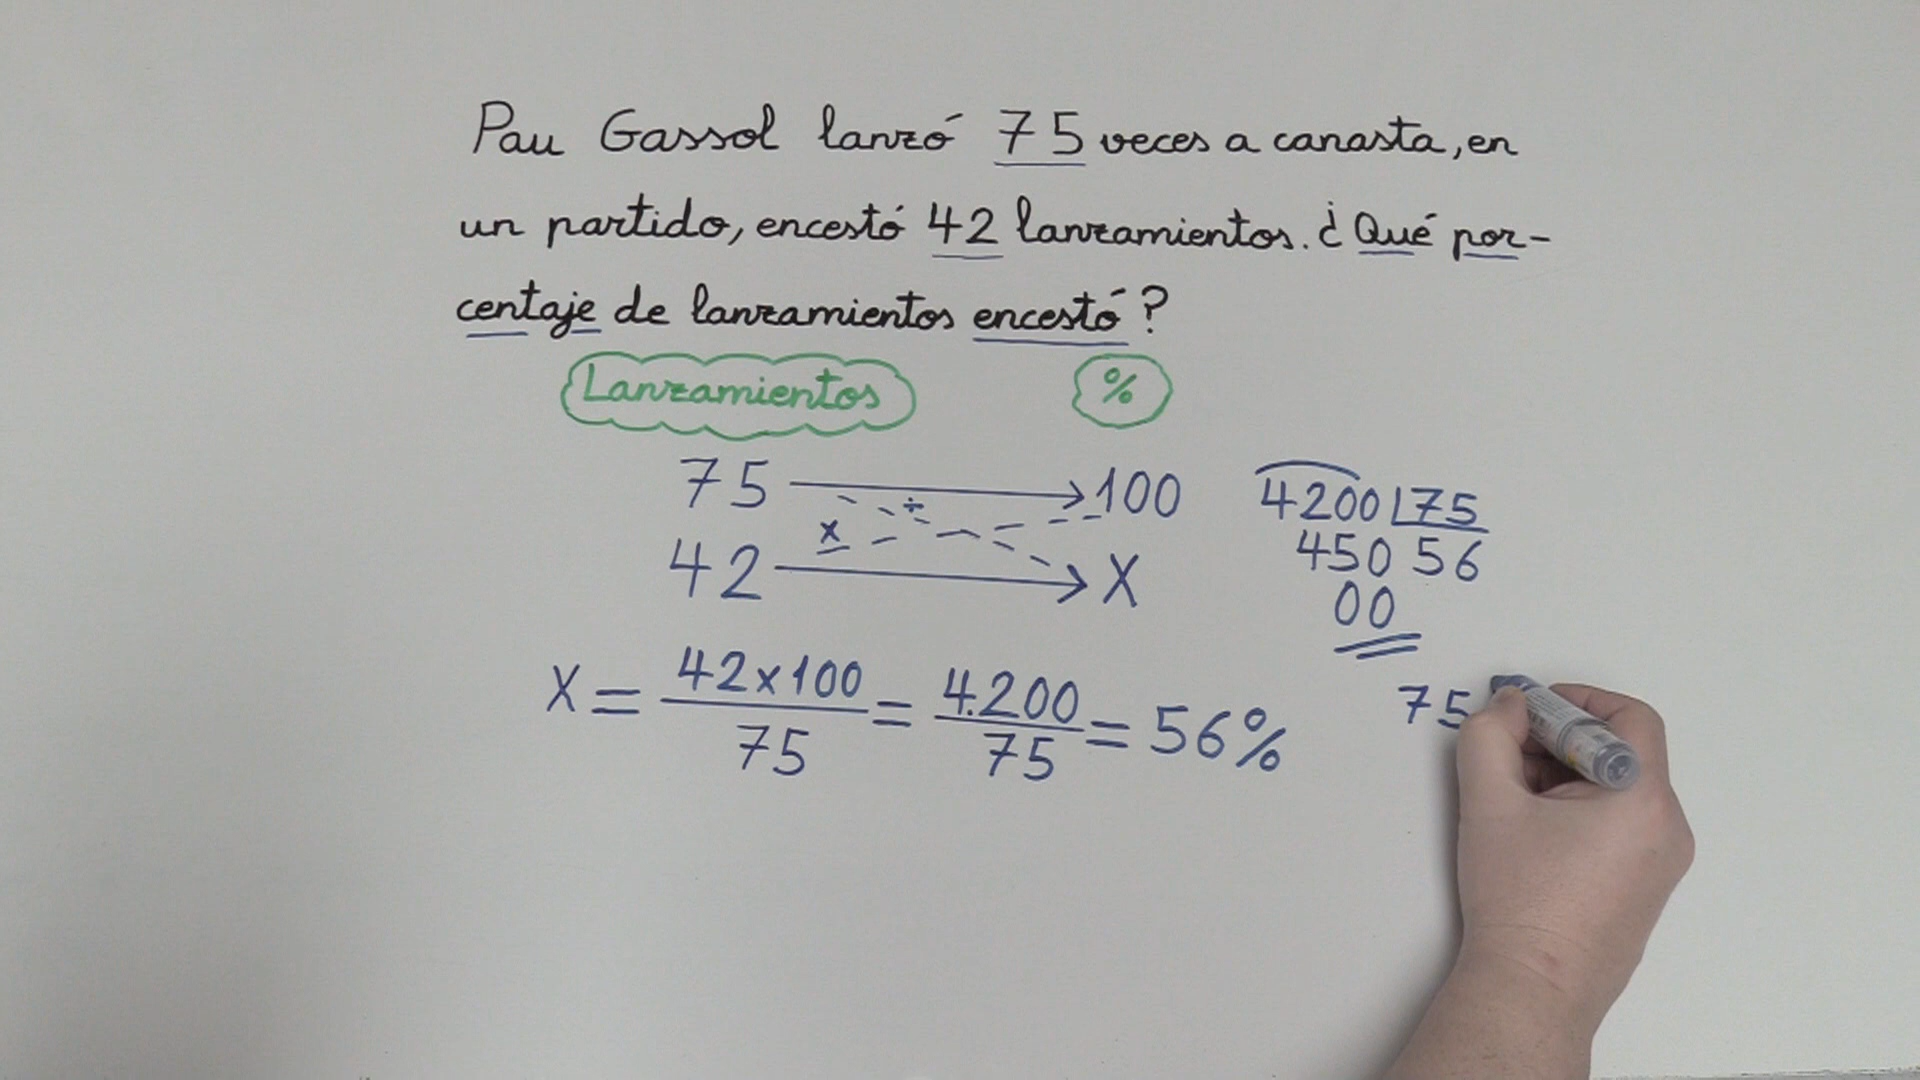 Pau Gassol lanzó 75 veces a canasta, en
un partido, encestó 42 lanzamientos. ¿Qué por-
centaje de lanzamientos encestó?
Lanzamientos %
75 → 100
÷
x
42 → X
4200 | 75
450 56
00
X = 42x100/75 = 4.200/75 = 56%
75